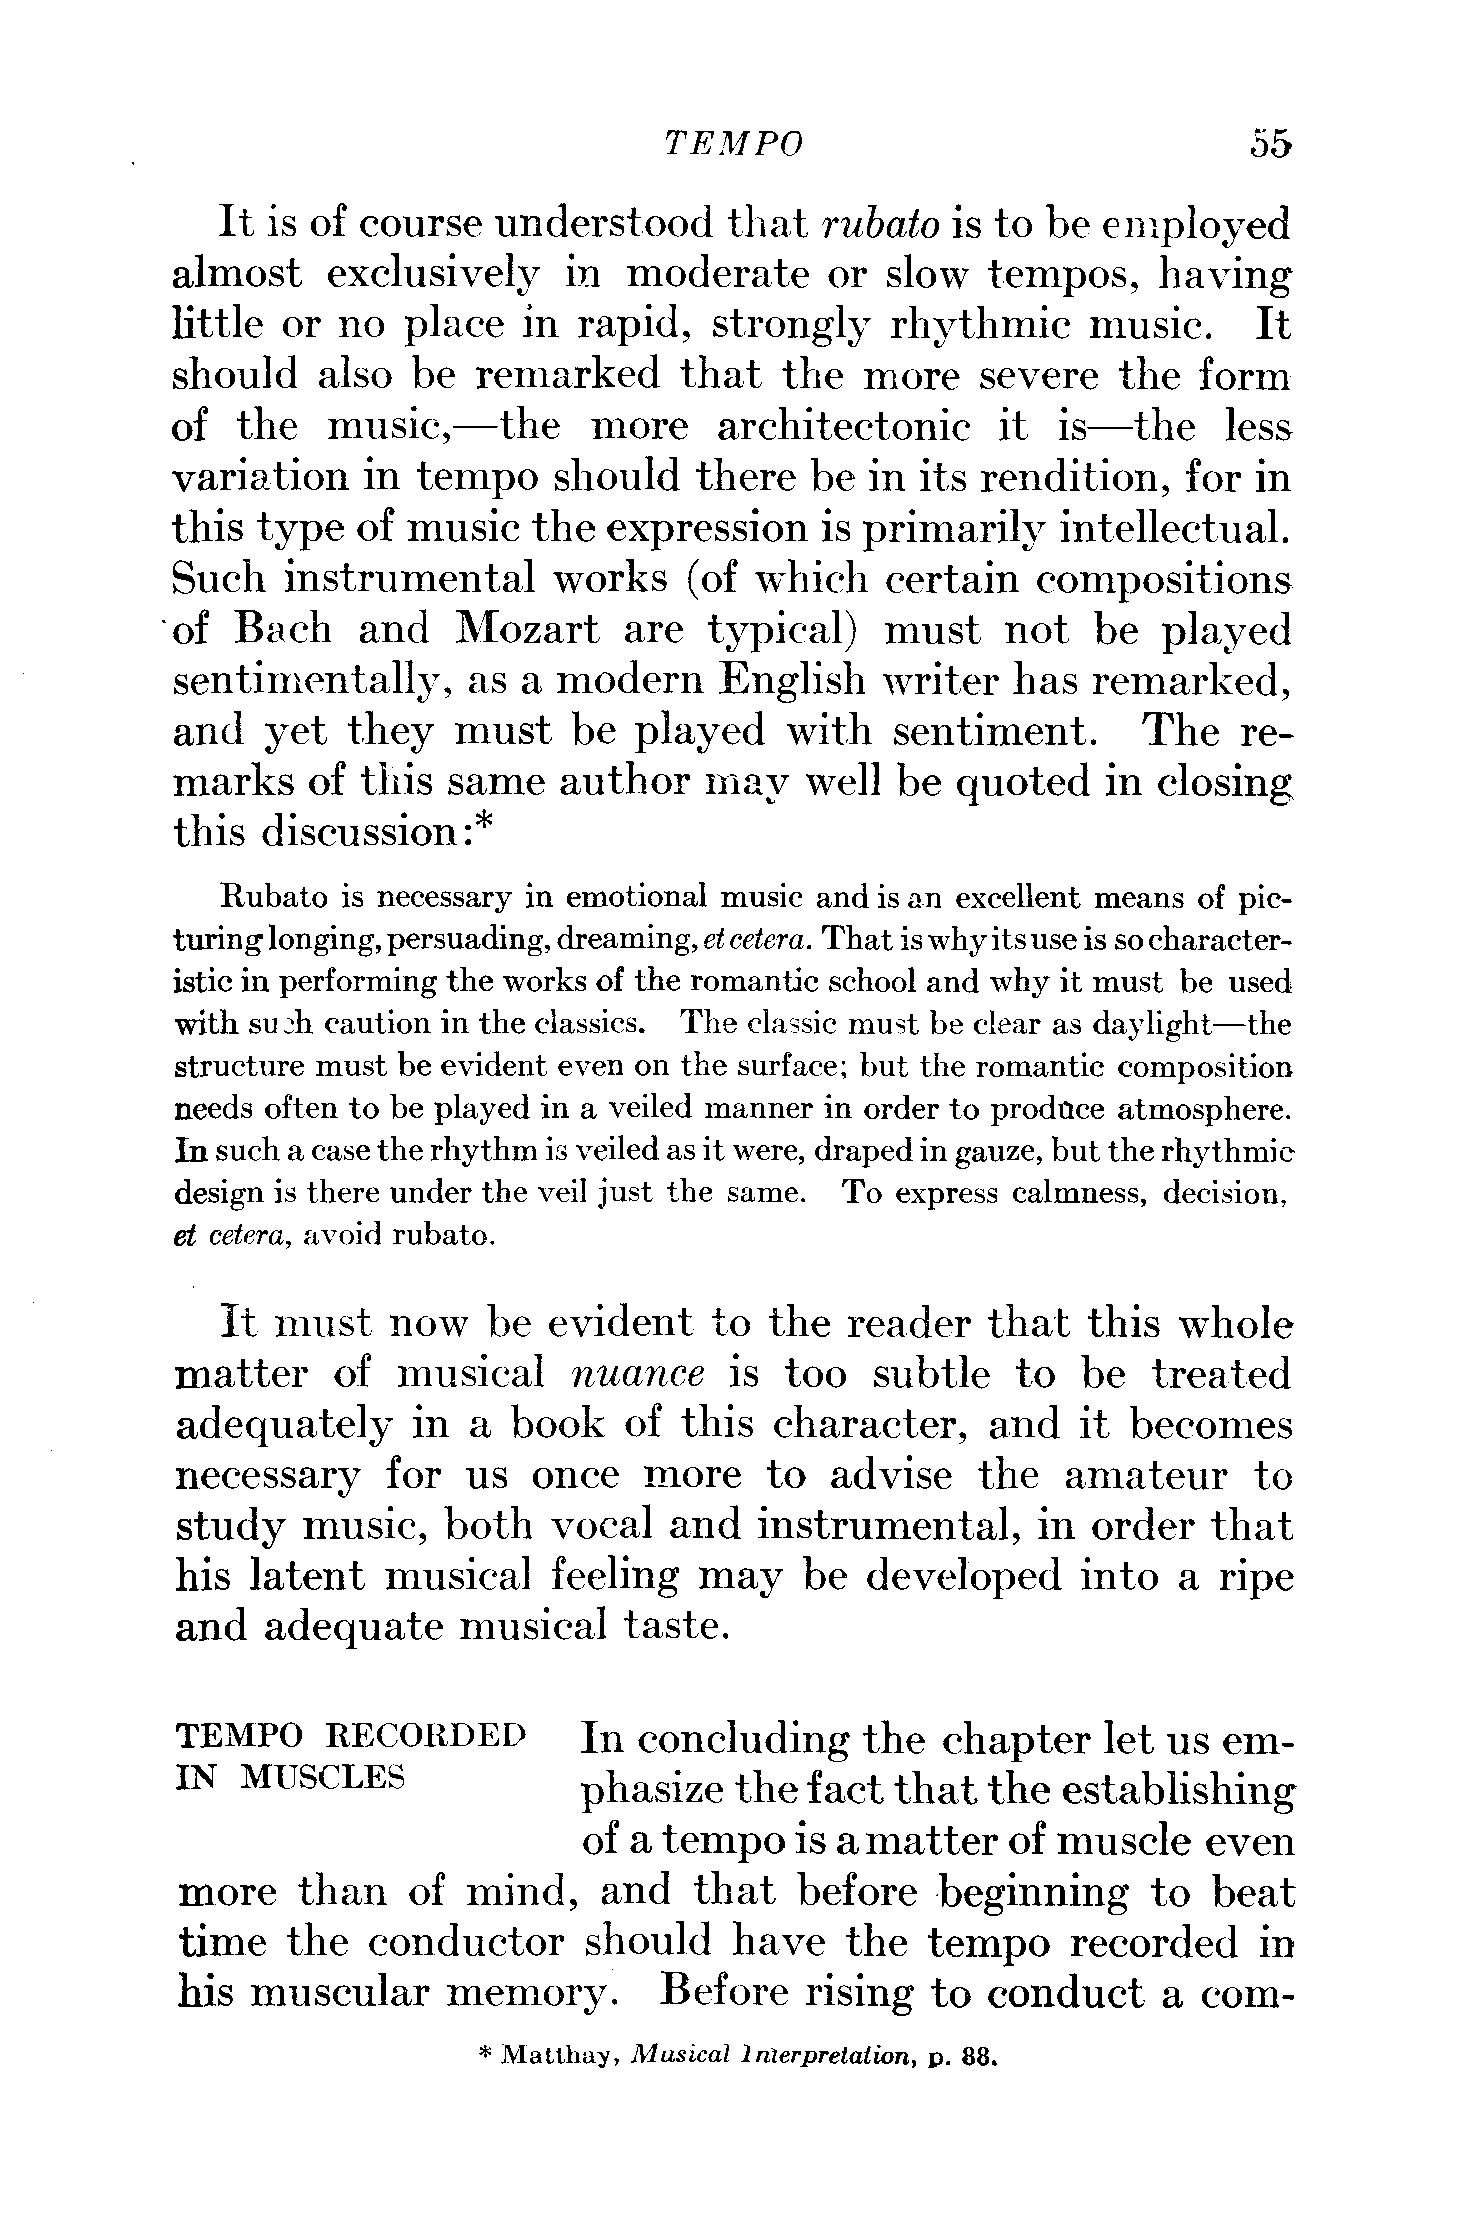 TEMPO 55
It is of course understood that rubato is to be employed
almost exclusively in moderate or slow tempos, having
little or no place in rapid, strongly rhythmic music. It
should also be remarked that the more severe the form
of the music,—the more architectonic it is—the less
variation in tempo should there be in its rendition, for in
this type of music the expression is primarily intellectual.
Such instrumental works (of which certain compositions
of Bach and Mozart are typical) must not be played
sentimentally, as a modern English writer has remarked,
and yet they must be played with sentiment. The re-
marks of this same author may well be quoted in closing
this discussion:*
Rubato is necessary in emotional music and is an excellent means of pic-
turing longing, persuading, dreaming, et cetera. That is why its use is so character-
istic in performing the works of the romantic school and why it must be used
with such caution in the classics. The classic must be clear as daylight—the
structure must be evident even on the surface; but the romantic composition
needs often to be played in a veiled manner in order to produce atmosphere.
In such a case the rhythm is veiled as it were, draped in gauze, but the rhythmic
design is there under the veil just the same. To express calmness, decision,
et cetera, avoid rubato.
It must now be evident to the reader that this whole
matter of musical nuance is too subtle to be treated
adequately in a book of this character, and it becomes
necessary for us once more to advise the amateur to
study music, both vocal and instrumental, in order that
his latent musical feeling may be developed into a ripe
and adequate musical taste.
TEMPO RECORDED
IN MUSCLES
In concluding the chapter let us em-
phasize the fact that the establishing
of a tempo is a matter of muscle even
more than of mind, and that before beginning to beat
time the conductor should have the tempo recorded in
his muscular memory. Before rising to conduct a com-
* Matthay, Musical Interpretation, p. 88.